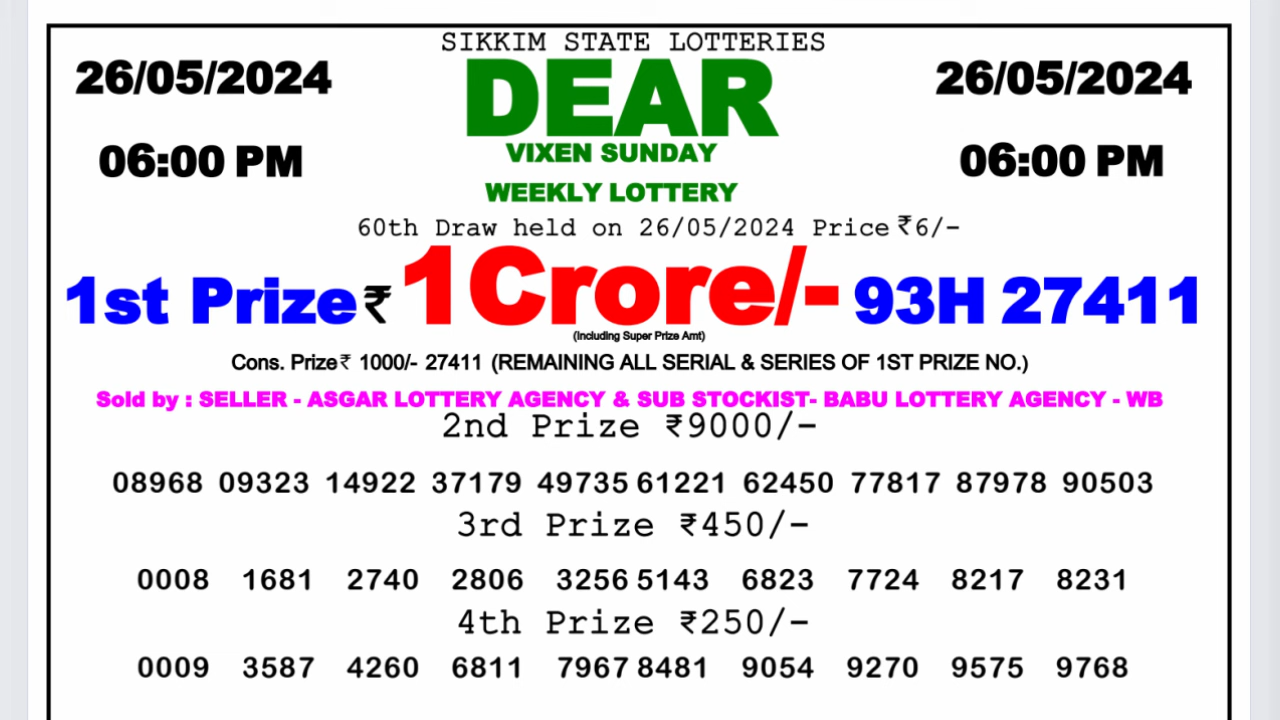 SIKKIM STATE LOTTERIES
26/05/2024 DEAR 26/05/2024
VIXEN SUNDAY
06:00 PM 06:00 PM
WEEKLY LOTTERY
60th Draw held on 26/05/2024 Price ₹6/-
1st Prize ₹ 1Crore/- 93H 27411
(Including Super Prize Amt)
Cons. Prize ₹ 1000/- 27411 (REMAINING ALL SERIAL & SERIES OF 1ST PRIZE NO.)
Sold by : SELLER - ASGAR LOTTERY AGENCY & SUB STOCKIST- BABU LOTTERY AGENCY - WB
2nd Prize ₹9000/-
08968 09323 14922 37179 49735 61221 62450 77817 87978 90503
3rd Prize ₹450/-
0008 1681 2740 2806 3256 5143 6823 7724 8217 8231
4th Prize ₹250/-
0009 3587 4260 6811 7967 8481 9054 9270 9575 9768